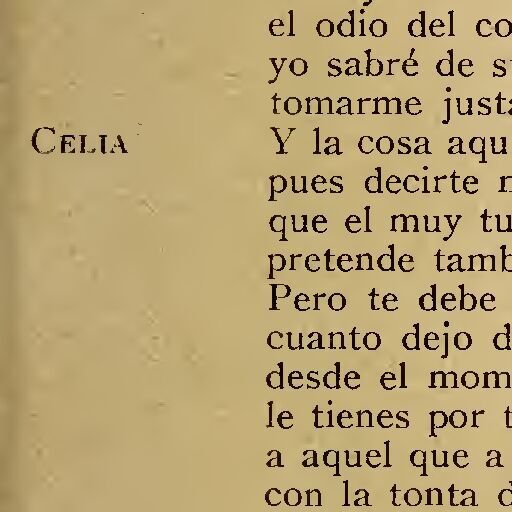 el odio del co
yo sabré de s
tomarme justa
CELIA Y la cosa aqu
pues decirte
que el muy tu
pretende tamb
Pero te debe
cuanto dejo d
desde el mom
le tienes por t
a aquel que a
con la tonta d